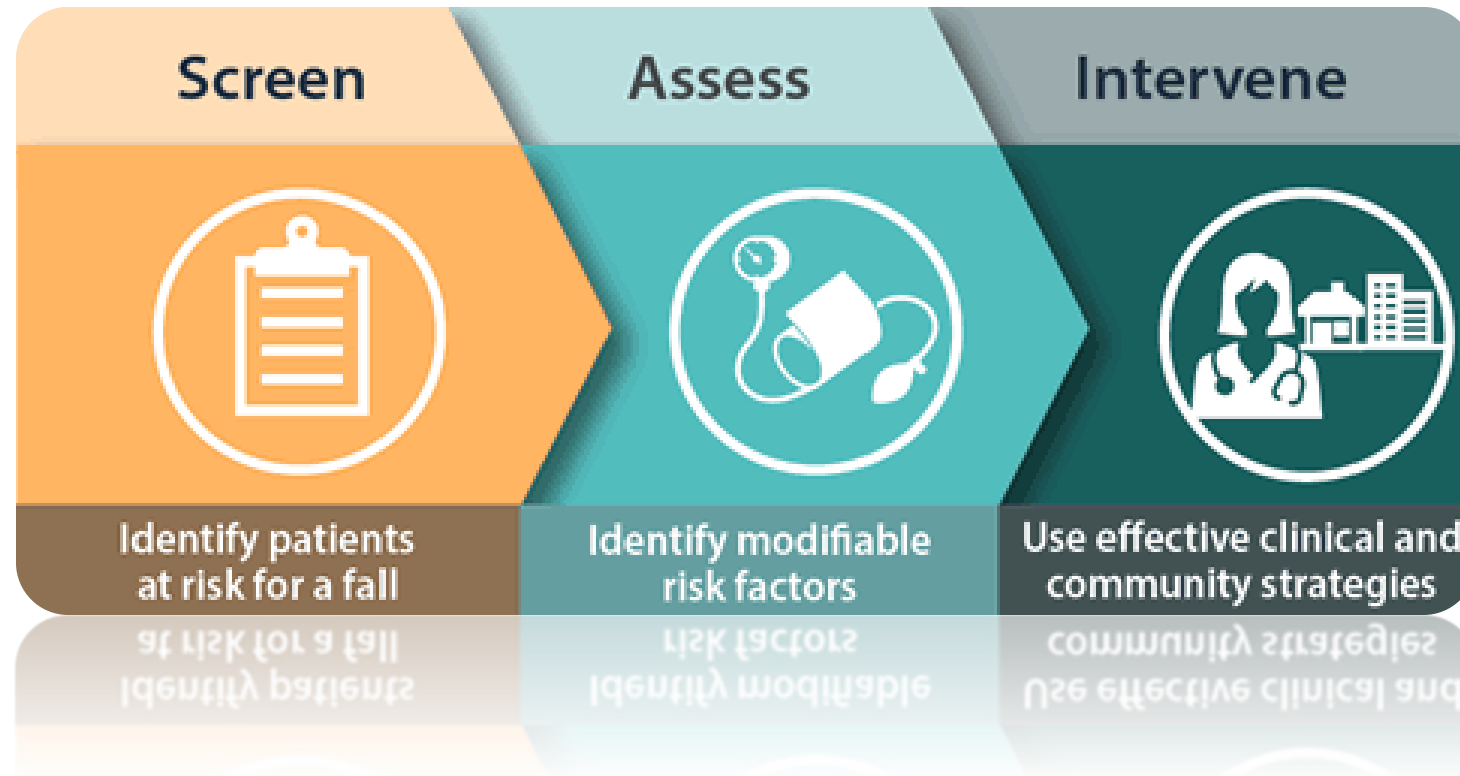 Screen
Assess
Intervene
Identify patients
at risk for a fall
Identify modifiable
risk factors
Use effective clinical and
community strategies